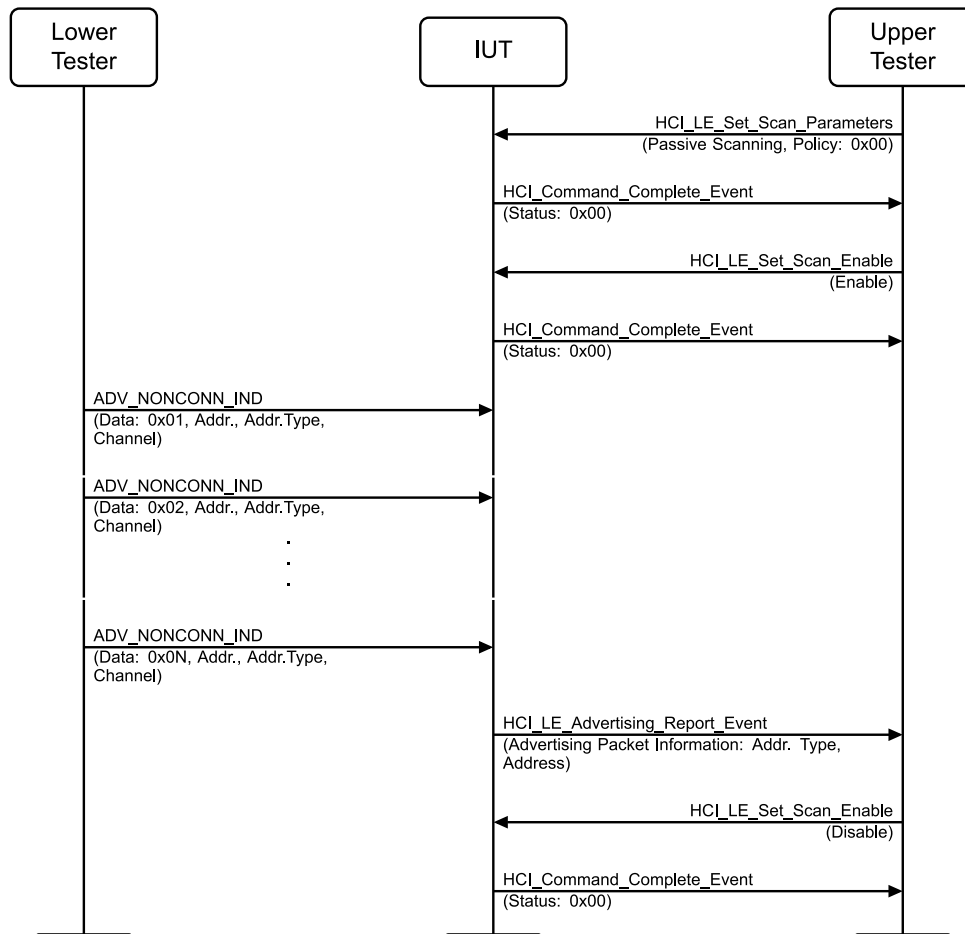 Lower
Tester
IUT
Upper
Tester
HCI_LE_Set_Scan_Parameters
(Passive Scanning, Policy: 0x00)
HCI_Command_Complete_Event
(Status: 0x00)
HCI_LE_Set_Scan_Enable
(Enable)
HCI_Command_Complete_Event
(Status: 0x00)
ADV_NONCONN_IND
(Data: 0x01, Addr., Addr.Type,
Channel)
ADV_NONCONN_IND
(Data: 0x02, Addr., Addr.Type,
Channel)
.
.
.
ADV_NONCONN_IND
(Data: 0x0N, Addr., Addr.Type,
Channel)
HCI_LE_Advertising_Report_Event
(Advertising Packet Information: Addr. Type,
Address)
HCI_LE_Set_Scan_Enable
(Disable)
HCI_Command_Complete_Event
(Status: 0x00)